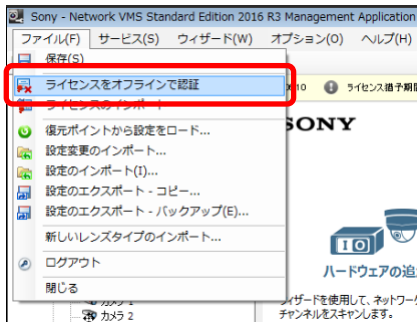 Sony - Network VMS Standard Edition 2016 R3 Management Application
ファイル(F) サービス(S) ウィザード(W) オプション(O) ヘルプ(H)
保存(S)
ライセンスをオフラインで認証
10 ライセンス猶予期
ライセンスのインポート
SONY
復元ポイントから設定をロード...
設定変更のインポート...
設定のインポート(I)...
設定のエクスポート - コピー...
設定のエクスポート - バックアップ(E)...
新しいレンズタイプのインポート...
ログアウト
ハードウェアの追
閉じる
ウィザードを使用して、ネットワーク
チャンネルをスキャンします。
カメラ 1
カメラ 2